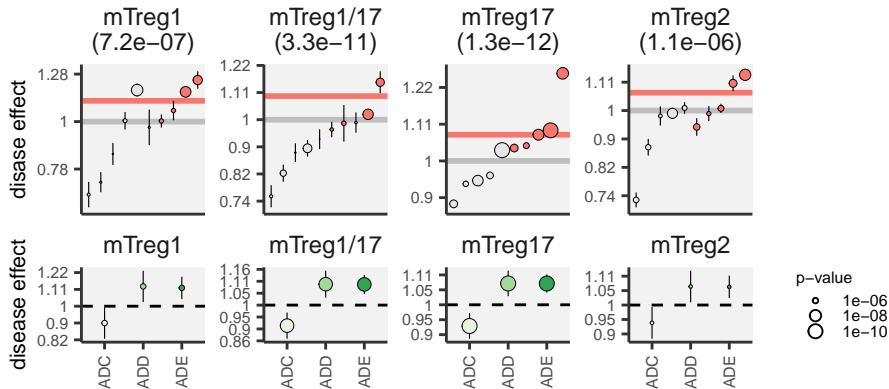 mTreg1
(7.2e−07)
mTreg1/17
(3.3e−11)
mTreg17
(1.3e−12)
mTreg2
(1.1e−06)
disase effect
1.28
1
0.78
1.22
1.11
1
0.9
0.82
0.74
1.22
1.11
1
0.9
1.11
1
0.9
0.82
0.74
mTreg1
mTreg1/17
mTreg17
mTreg2
disease effect
1.22
1.11
1
0.9
0.82
1.16
1.1
1.05
1
0.95
0.9
0.86
1.11
1.05
1
0.95
0.9
1.11
1.05
1
0.95
0.9
ADC
ADD
ADE
ADC
ADD
ADE
ADC
ADD
ADE
ADC
ADD
ADE
p−value
1e−06
1e−08
1e−10